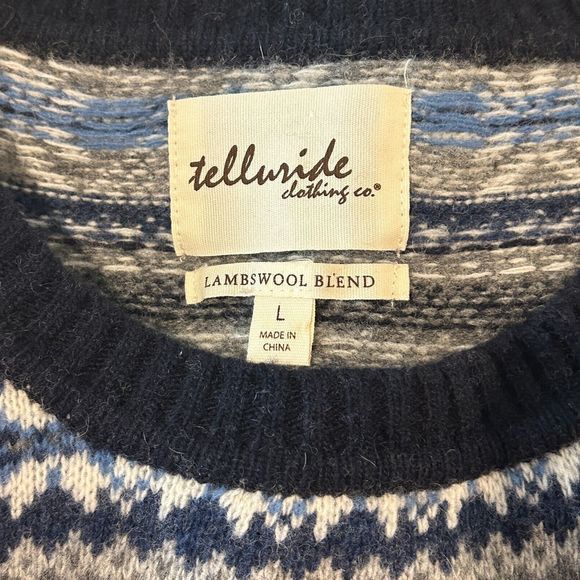 telluride
clothing co.®
LAMBSWOOL BLEND
L
MADE IN
CHINA